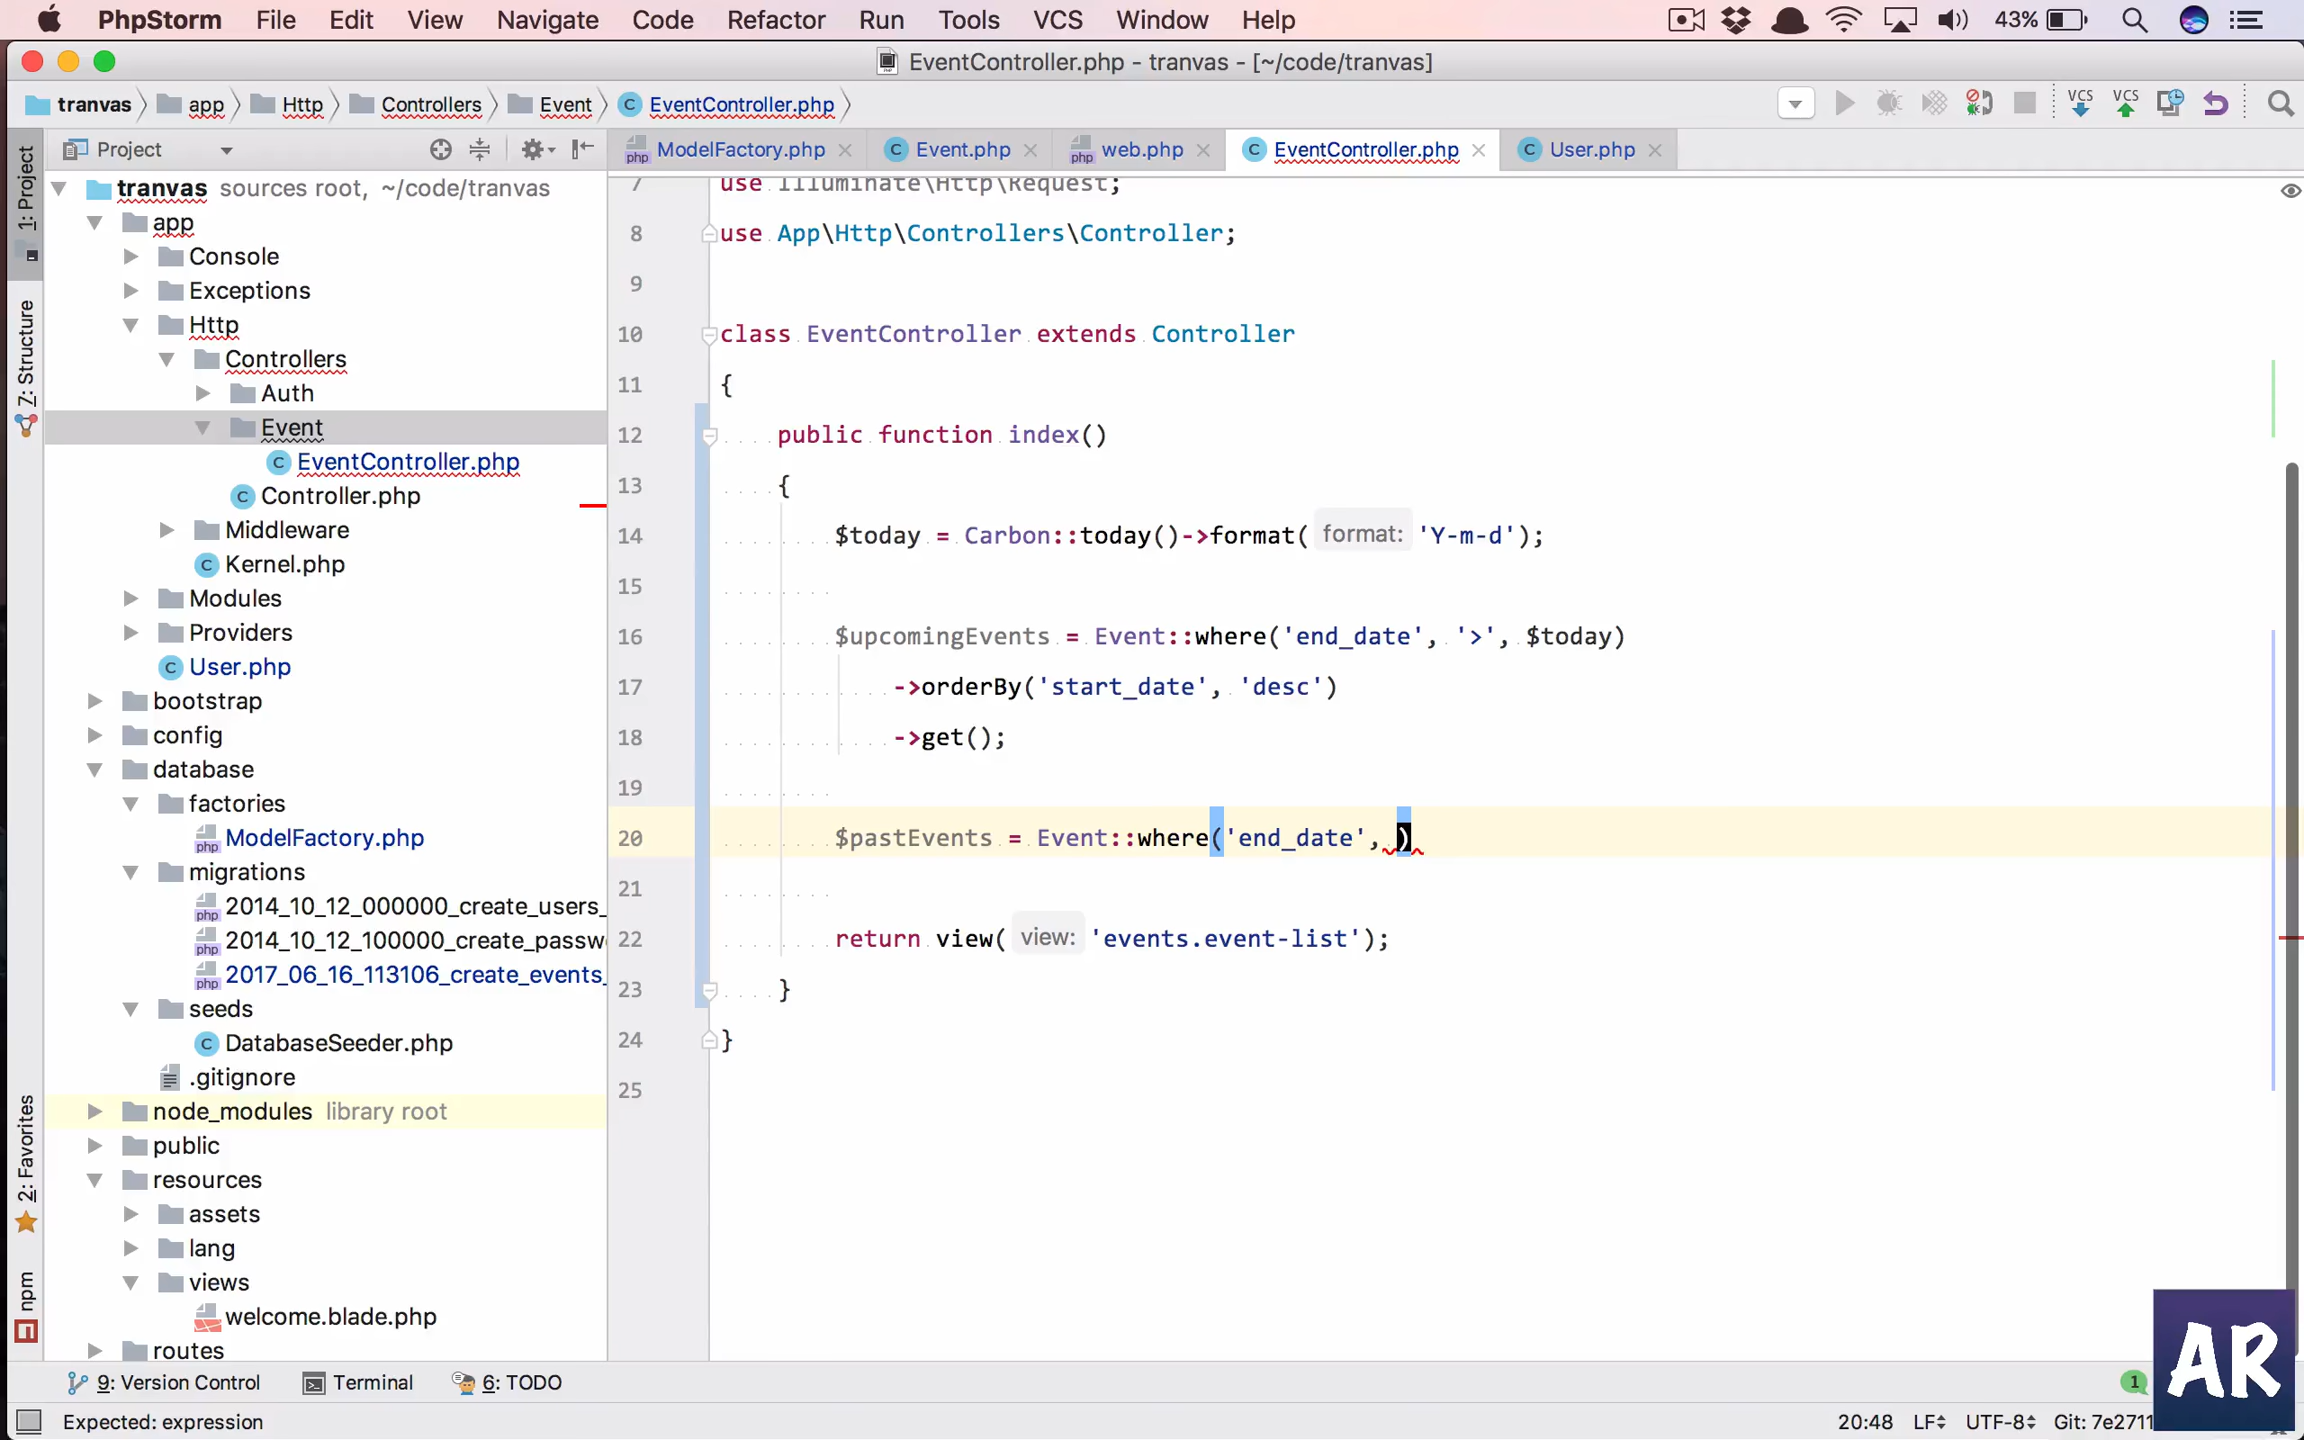 PhpStorm File Edit View Navigate Code Refactor Run Tools VCS Window Help 43%
EventController.php - tranvas - [~/code/tranvas]
tranvas app Http Controllers Event EventController.php VCS VCS
1: Project
7: Structure
2: Favorites
npm
Project
ModelFactory.php Event.php web.php EventController.php User.php
tranvas sources root, ~/code/tranvas
app
Console
Exceptions
Http
Controllers
Auth
Event
EventController.php
Controller.php
Middleware
Kernel.php
Modules
Providers
User.php
bootstrap
config
database
factories
ModelFactory.php
migrations
2014_10_12_000000_create_users_
2014_10_12_100000_create_passw
2017_06_16_113106_create_events_
seeds
DatabaseSeeder.php
.gitignore
node_modules library root
public
resources
assets
lang
views
welcome.blade.php
routes
7 use Illuminate\Http\Request;
8 use App\Http\Controllers\Controller;
9
10 class EventController extends Controller
11 {
12 public function index()
13 {
14 $today = Carbon::today()->format( format: 'Y-m-d');
15
16 $upcomingEvents = Event::where('end_date', '>', $today)
17 ->orderBy('start_date', 'desc')
18 ->get();
19
20 $pastEvents = Event::where('end_date', )
21
22 return view( view: 'events.event-list');
23 }
24 }
25
9: Version Control Terminal 6: TODO 1
Expected: expression 20:48 LF UTF-8 Git: 7e2711
AR